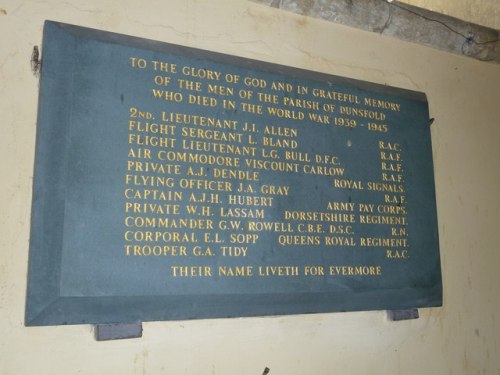 TO THE GLORY OF GOD AND IN GRATEFUL MEMORY
OF THE MEN OF THE PARISH OF DUNSFOLD
WHO DIED IN THE WORLD WAR 1939 - 1945
2ND. LIEUTENANT J.I. ALLEN R.A.C.
FLIGHT SERGEANT L. BLAND R.A.F.
FLIGHT LIEUTENANT L.G. BULL D.F.C. R.A.F.
AIR COMMODORE VISCOUNT CARLOW R.A.F.
PRIVATE A.J. DENDLE ROYAL SIGNALS.
FLYING OFFICER J.A. GRAY R.A.F.
CAPTAIN A.J.H. HUBERT ARMY PAY CORPS.
PRIVATE W.H. LASSAM DORSETSHIRE REGIMENT.
COMMANDER G.W. ROWELL C.B.E. D.S.C. R.N.
CORPORAL E.L. SOPP QUEENS ROYAL REGIMENT.
TROOPER G.A. TIDY R.A.C.
THEIR NAME LIVETH FOR EVERMORE